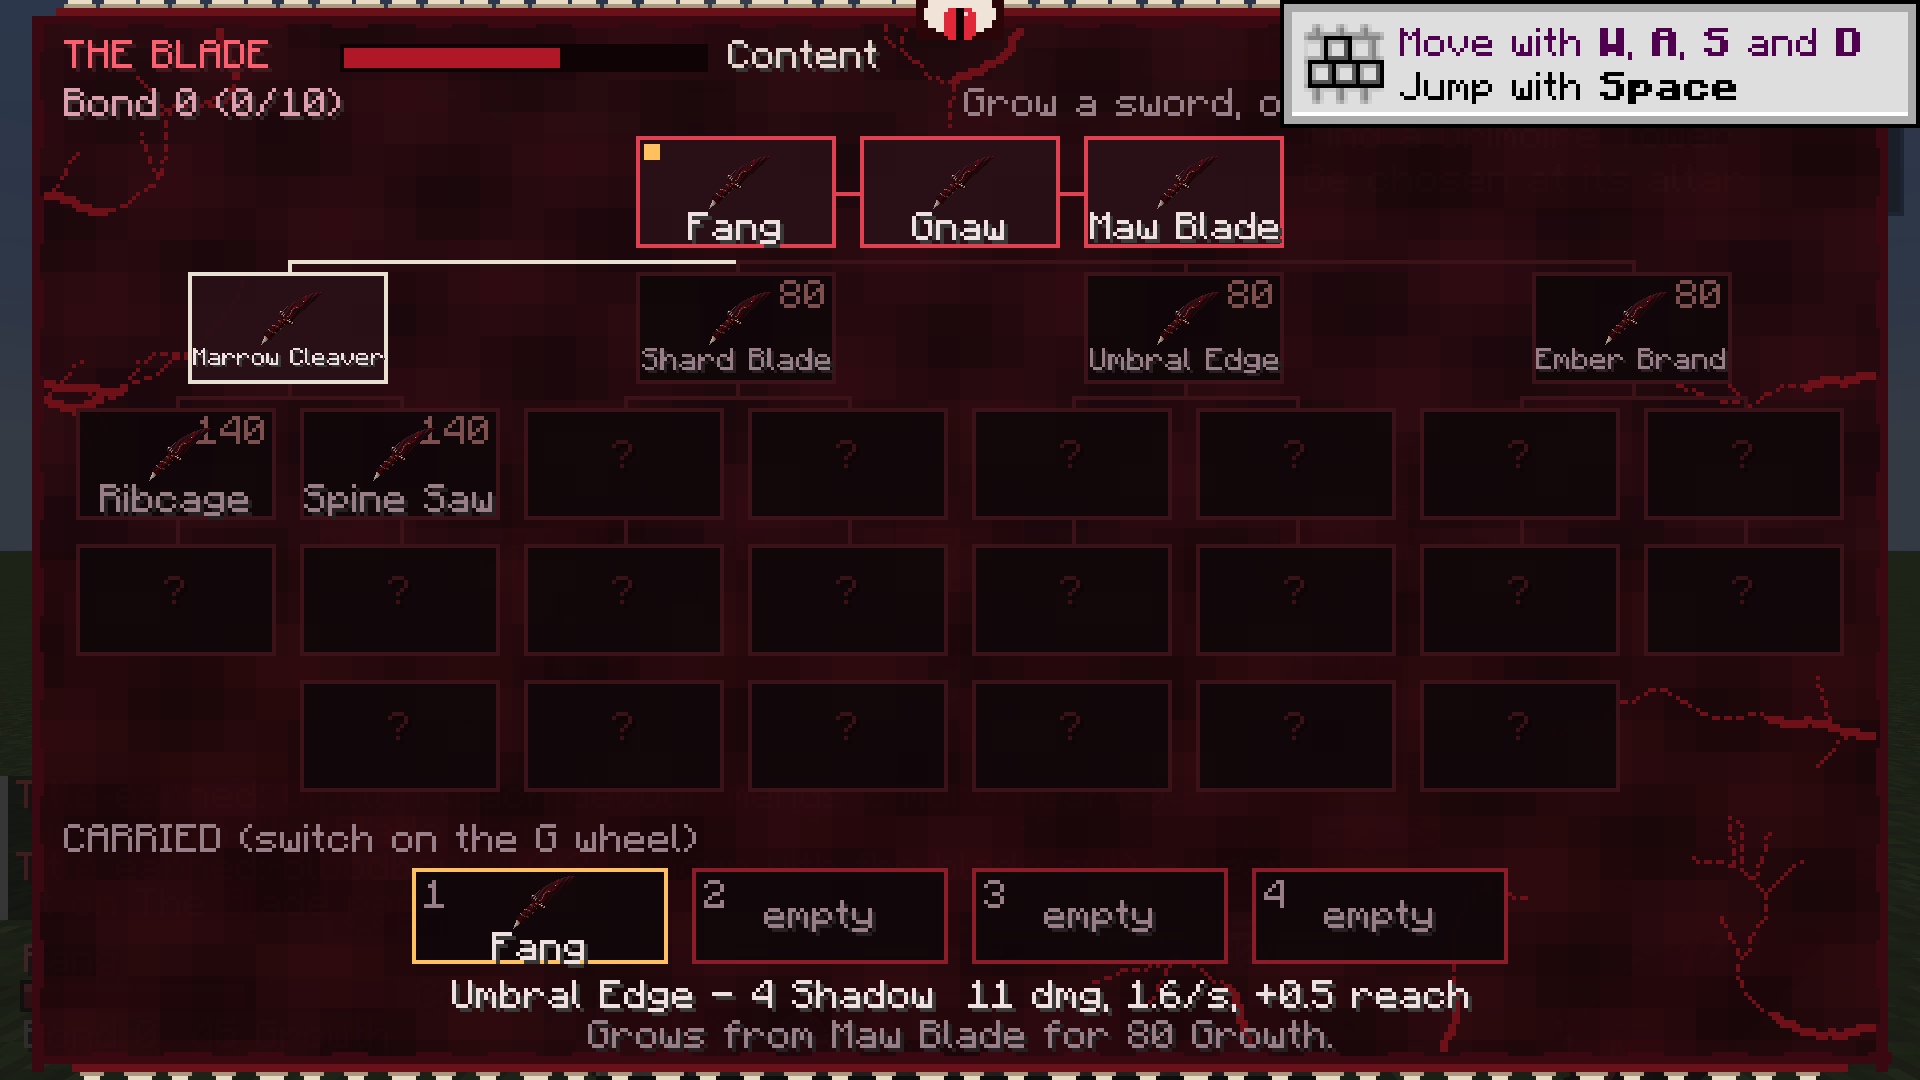 THE BLADE
Content
Bond 0 (0/10)
Grow a sword, o
Move with W, A, S and D
Jump with Space
Fang
Gnaw
Maw Blade
Marrow Cleaver
80
Shard Blade
80
Umbral Edge
80
Ember Brand
140
Ribcage
140
Spine Saw
? ? ? ? ? ?
? ? ? ? ? ? ? ?
? ? ? ? ? ?
CARRIED (switch on the G wheel)
1
Fang
2
empty
3
empty
4
empty
Umbral Edge - 4 Shadow 11 dmg, 1.6/s, +0.5 reach
Grows from Maw Blade for 80 Growth.